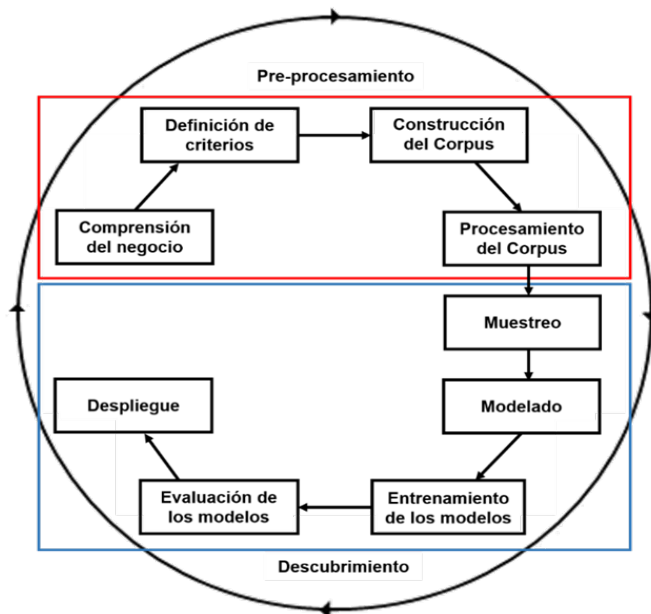 Pre-procesamiento
Definición de
criterios
Construcción
del Corpus
Comprensión
del negocio
Procesamiento
del Corpus
Muestreo
Modelado
Despliegue
Evaluación de
los modelos
Entrenamiento
de los modelos
Descubrimiento